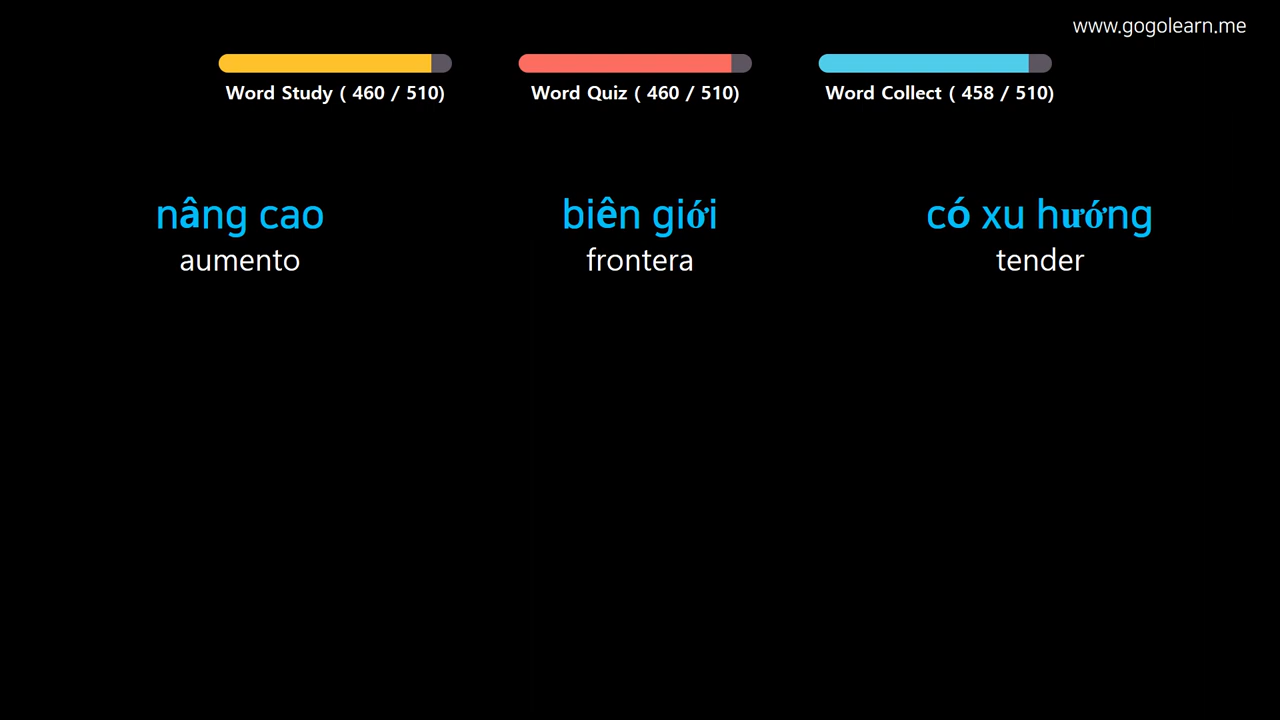 www.gogolearn.me
Word Study ( 460 / 510)
Word Quiz ( 460 / 510)
Word Collect ( 458 / 510)
nâng cao
aumento
biên giới
frontera
có xu hướng
tender